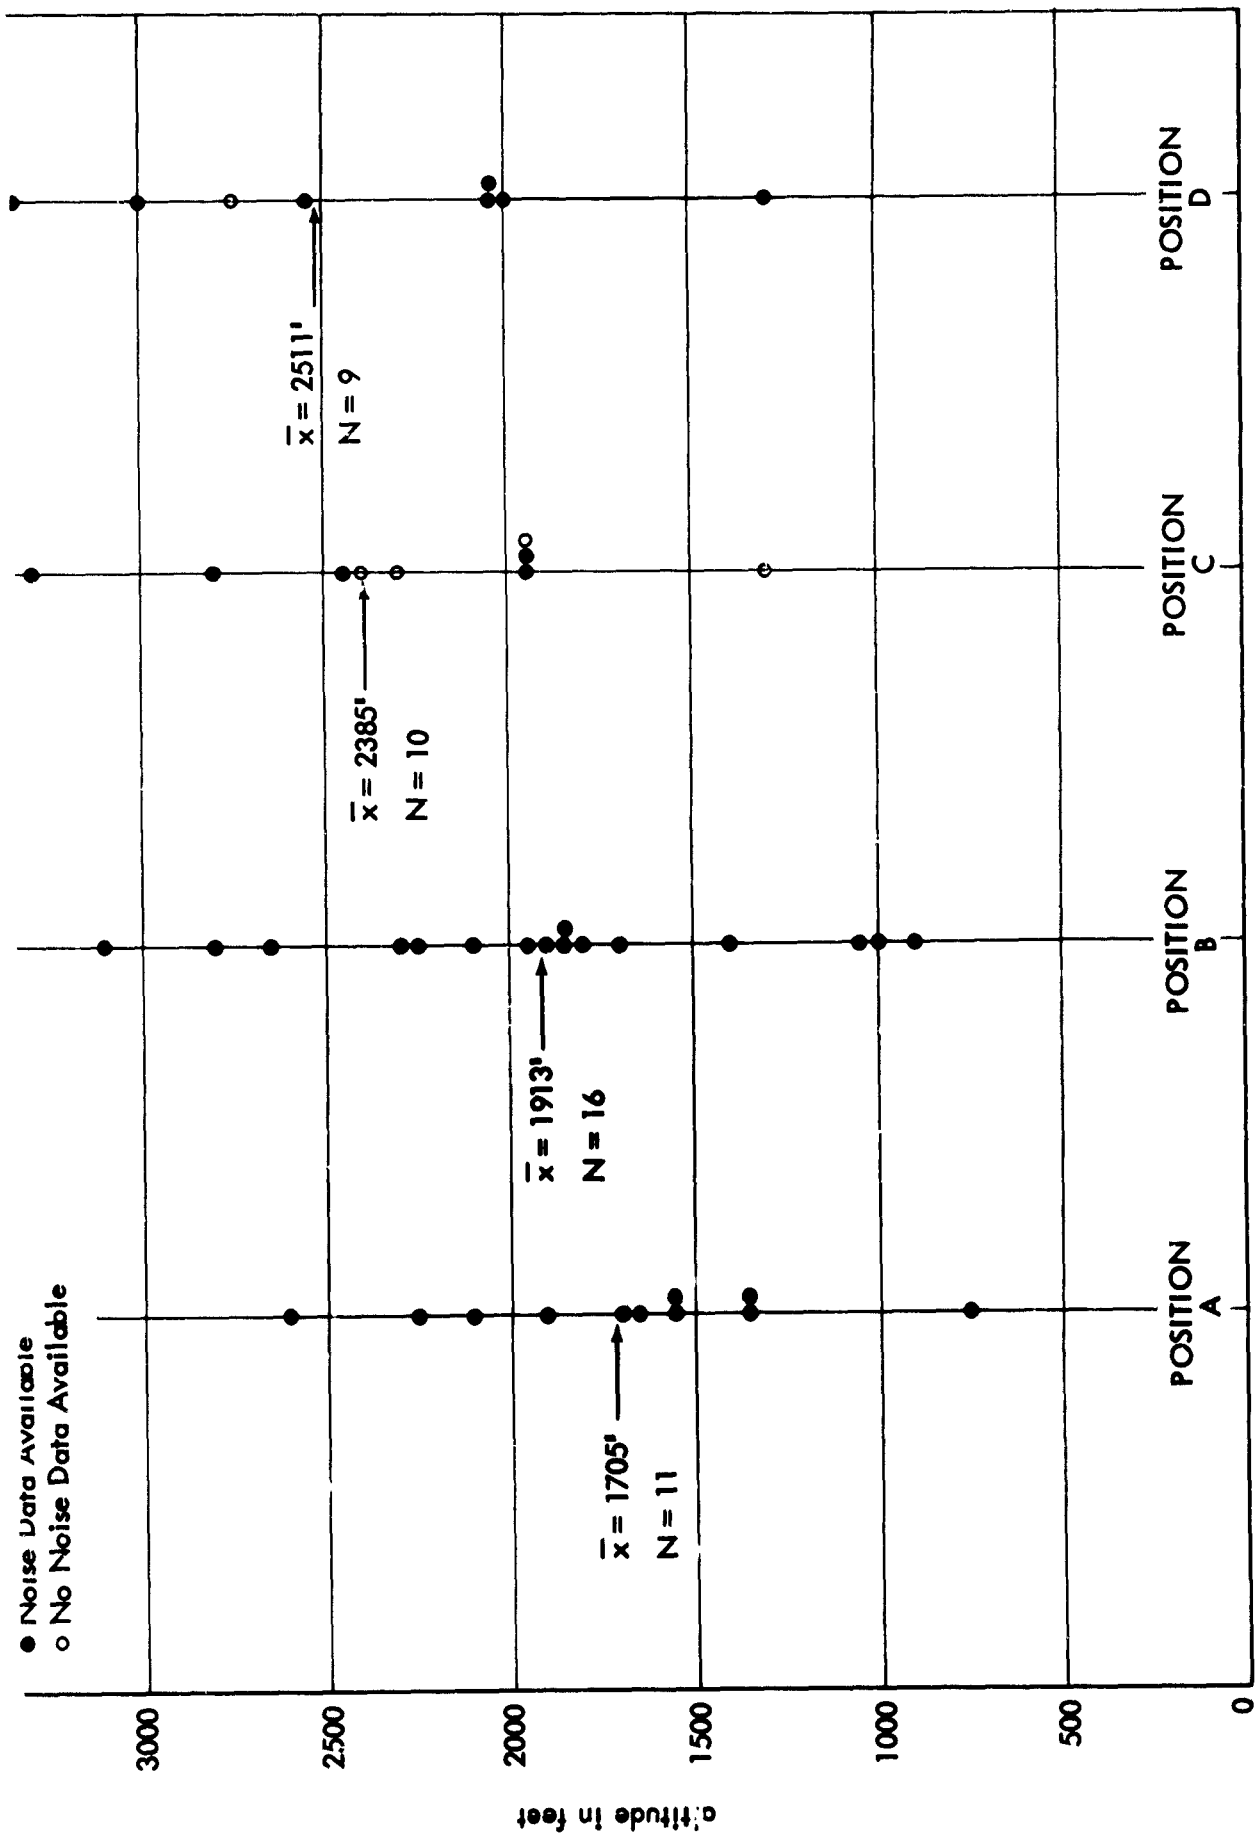 ● Noise Data Available
○ No Noise Data Available
altitude in feet
3000
2500
2000
1500
1000
500
0
x̄ = 1705'
N = 11
x̄ = 1913'
N = 16
x̄ = 2385'
N = 10
x̄ = 2511'
N = 9
POSITION
A
POSITION
B
POSITION
C
POSITION
D